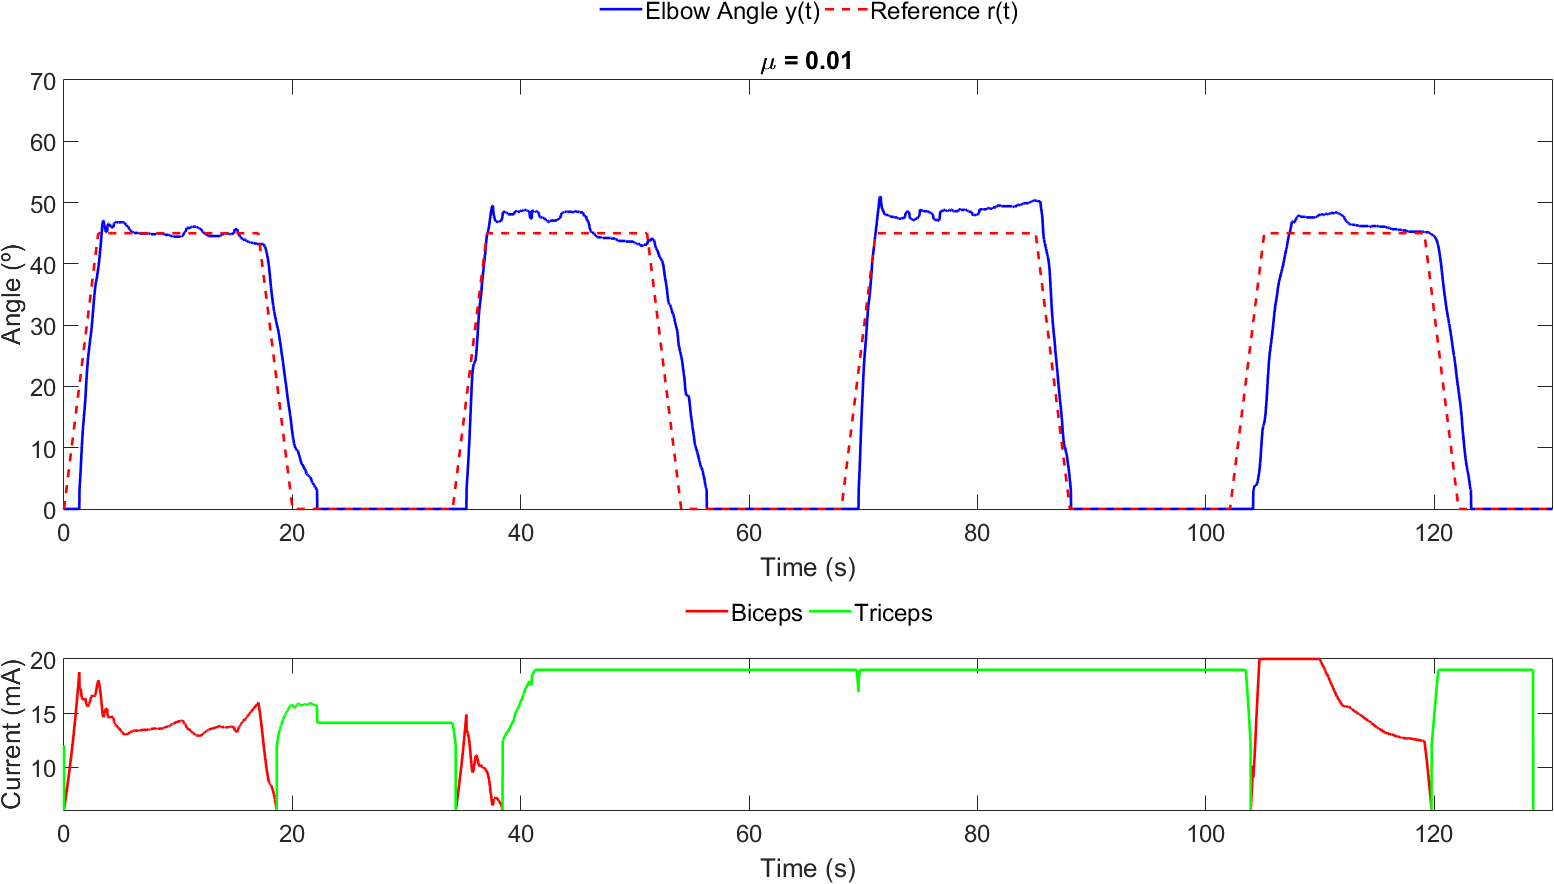 Elbow Angle y(t) Reference r(t)
μ = 0.01
70
60
50
40
30
20
10
0
Angle (º)
0 20 40 60 80 100 120
Time (s)
Biceps Triceps
20
15
10
Current (mA)
0 20 40 60 80 100 120
Time (s)